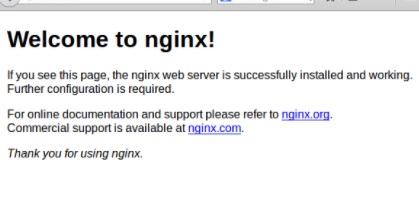 Welcome to nginx!
If you see this page, the nginx web server is successfully installed and working.
Further configuration is required.
For online documentation and support please refer to nginx.org.
Commercial support is available at nginx.com.
Thank you for using nginx.